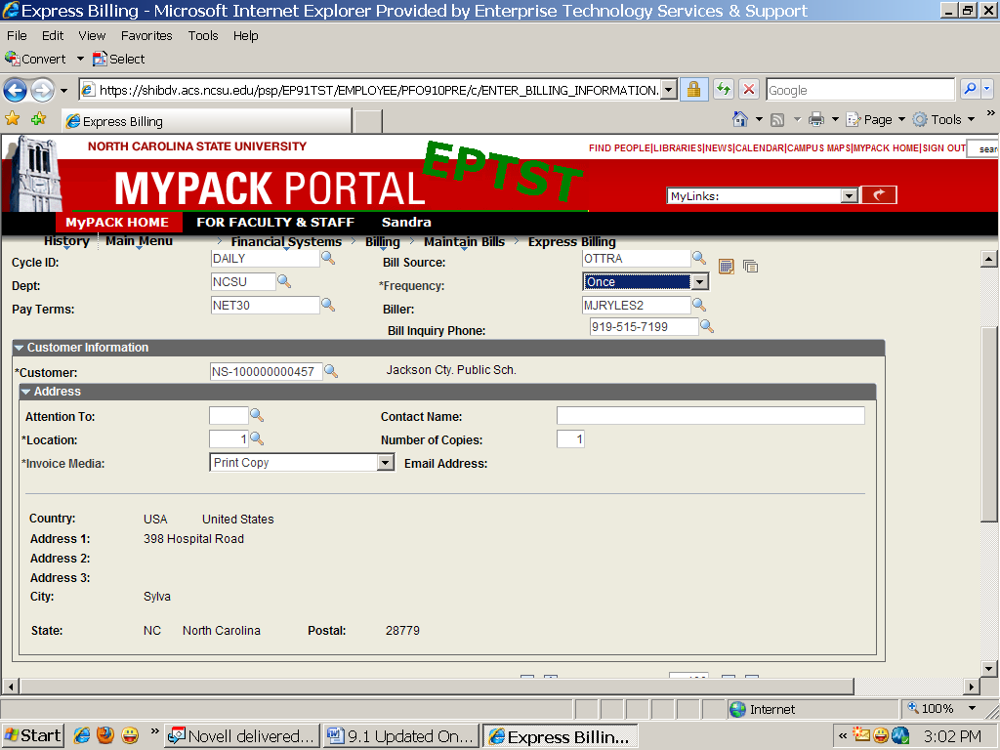 Express Billing - Microsoft Internet Explorer Provided by Enterprise Technology Services & Support
File Edit View Favorites Tools Help
Convert Select
https://shibdv.acs.ncsu.edu/psp/EP91TST/EMPLOYEE/PFO910PRE/c/ENTER_BILLING_INFORMATION. Google
Express Billing Page Tools »
NORTH CAROLINA STATE UNIVERSITY FIND PEOPLE|LIBRARIES|NEWS|CALENDAR|CAMPUS MAPS|MYPACK HOME|SIGN OUT sear
MYPACK PORTAL EPTST
MyLinks:
MyPACK HOME FOR FACULTY & STAFF Sandra
History Main Menu > Financial Systems > Billing > Maintain Bills > Express Billing
Cycle ID: DAILY Bill Source: OTTRA
Dept: NCSU *Frequency: Once
Pay Terms: NET30 Biller: MJRYLES2
Bill Inquiry Phone: 919-515-7199
Customer Information
*Customer: NS-100000000457 Jackson Cty. Public Sch.
Address
Attention To: Contact Name:
*Location: 1 Number of Copies: 1
*Invoice Media: Print Copy Email Address:
Country: USA United States
Address 1: 398 Hospital Road
Address 2:
Address 3:
City: Sylva
State: NC North Carolina Postal: 28779
Internet 100%
Start » Novell delivered... 9.1 Updated On... Express Billin... « 3:02 PM